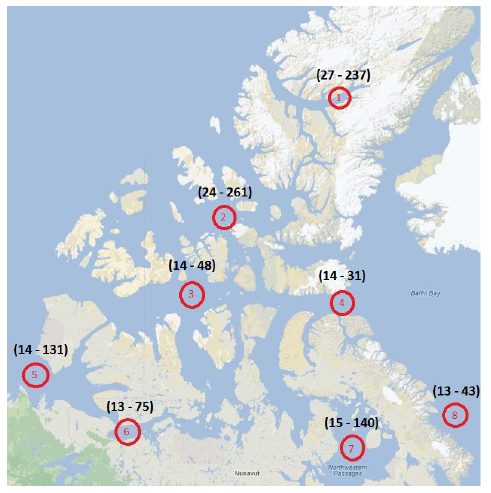 (27 - 237)
1
(24 - 261)
2
(14 - 48)
3
(14 - 31)
4
Baffin Bay
(14 - 131)
5
(13 - 75)
6
(13 - 43)
8
(15 - 140)
7
Northwestern
Passages
Nunavut